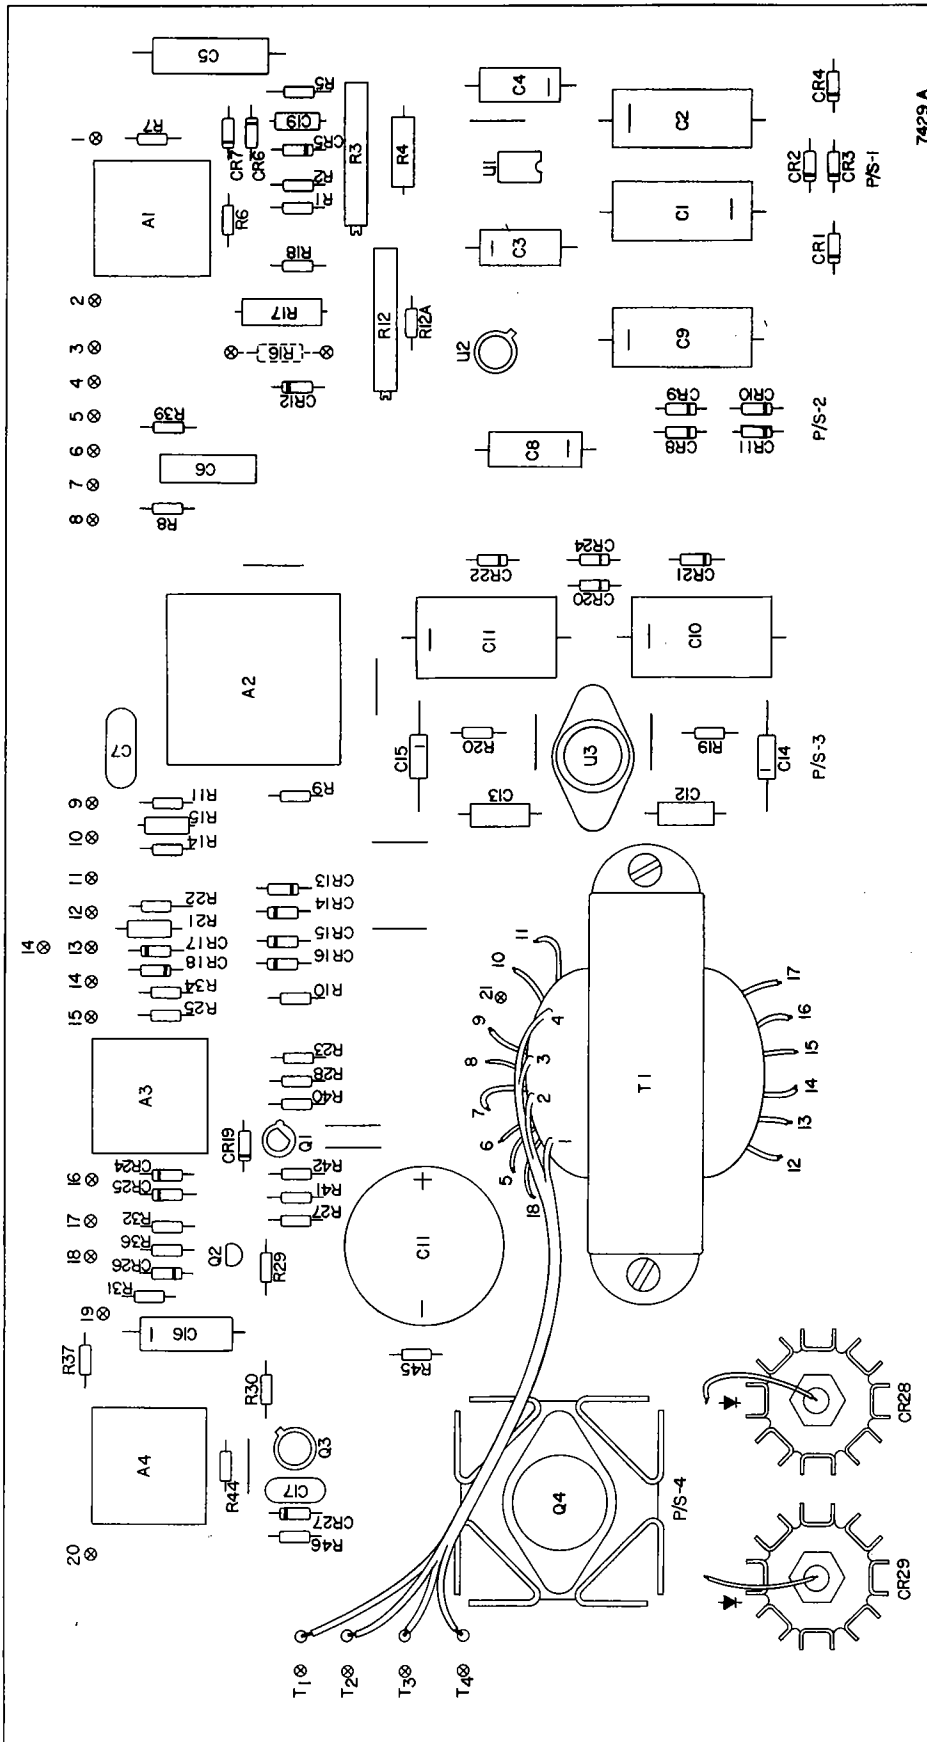 C5
R5
C4
CR4
7429 A
C2
C19
R7
1
CR7
CR6
CR5
R3
R4
U1
CR2
CR3
P/S-1
R2
R1
A1
R6
C1
C3
CR1
R18
2
R17
R12
R12A
C9
3
R16
U2
4
CR12
CR9
CR10
P/S-2
5
R39
CR8
CR11
6
C6
C8
7
8
R8
CR24
CR22
CR21
CR20
C11
C10
A2
C7
R20
R19
C15
U3
C14
P/S-3
9
R11
R9
R15
C13
C12
10
R14
11
CR13
R22
CR14
12
R21
14
13
CR17
CR15
11
CR18
CR16
10
14
R34
R10
21
17
15
R25
9
4
16
R23
8
3
15
A3
R28
T1
R40
7
2
14
CR19
Q1
6
1
13
CR24
R42
5
12
16
CR25
R41
18
17
R32
R27
R36
Q2
C11
+
−
18
CR26
R29
R31
19
C16
R37
R45
R30
CR28
A4
Q3
R44
C17
Q4
P/S-4
CR27
R46
20
CR29
T1
T2
T3
T4